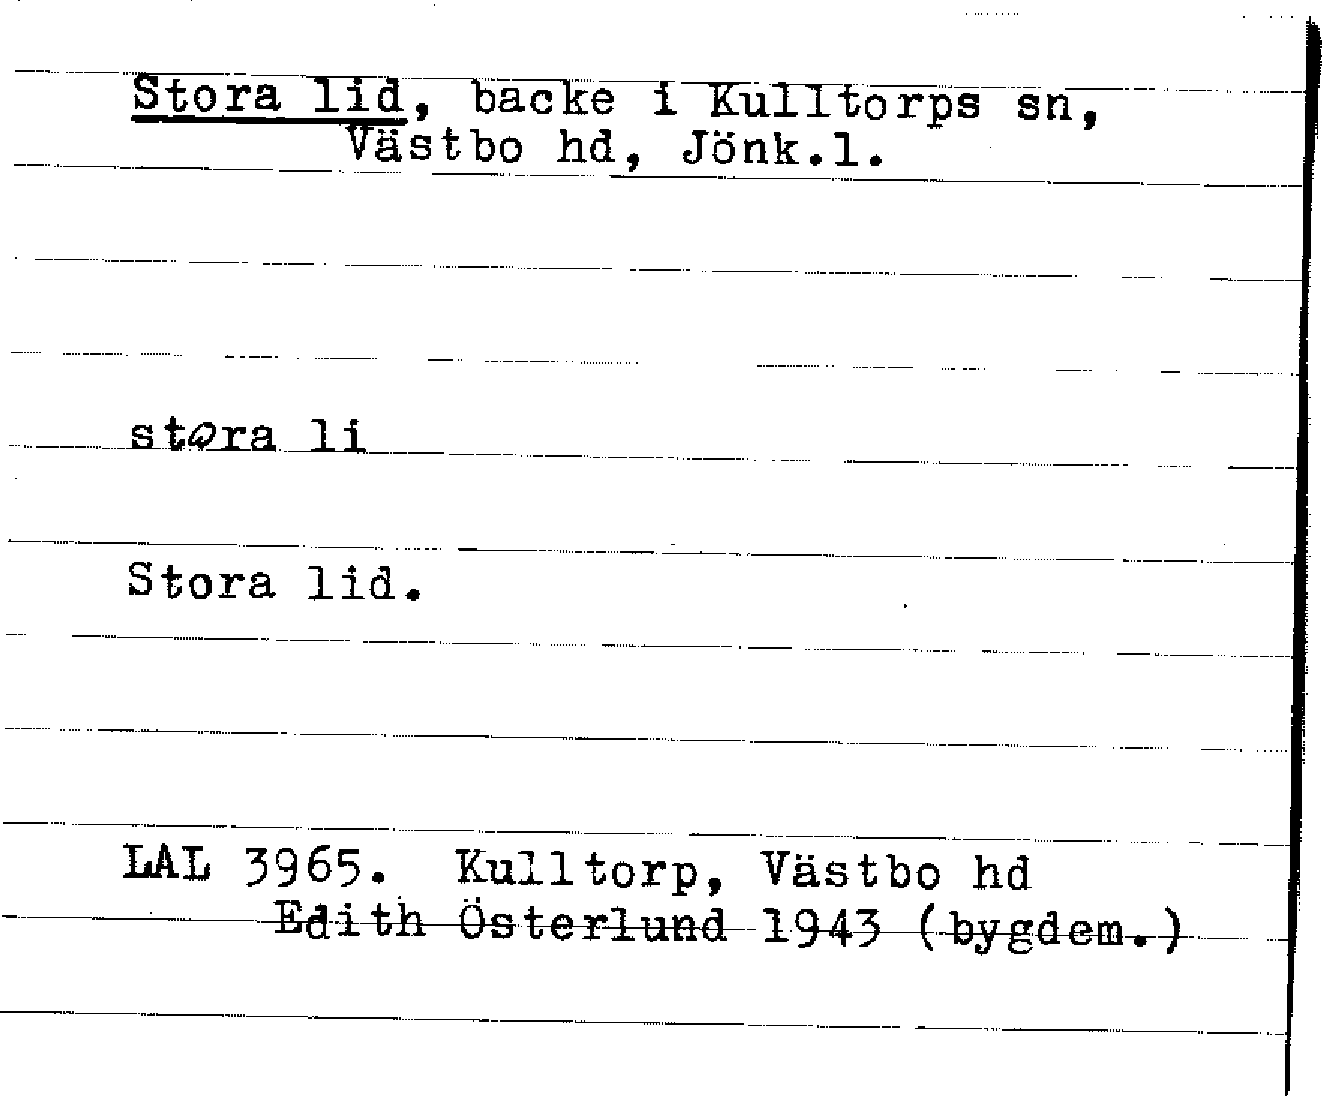 Stora lid, backe i Kulltorps sn,
Västbo hd, Jönk.l.
stǫra li
Stora lid.
LAL 3965. Kulltorp, Västbo hd
Edith Österlund 1943 (bygdem.)